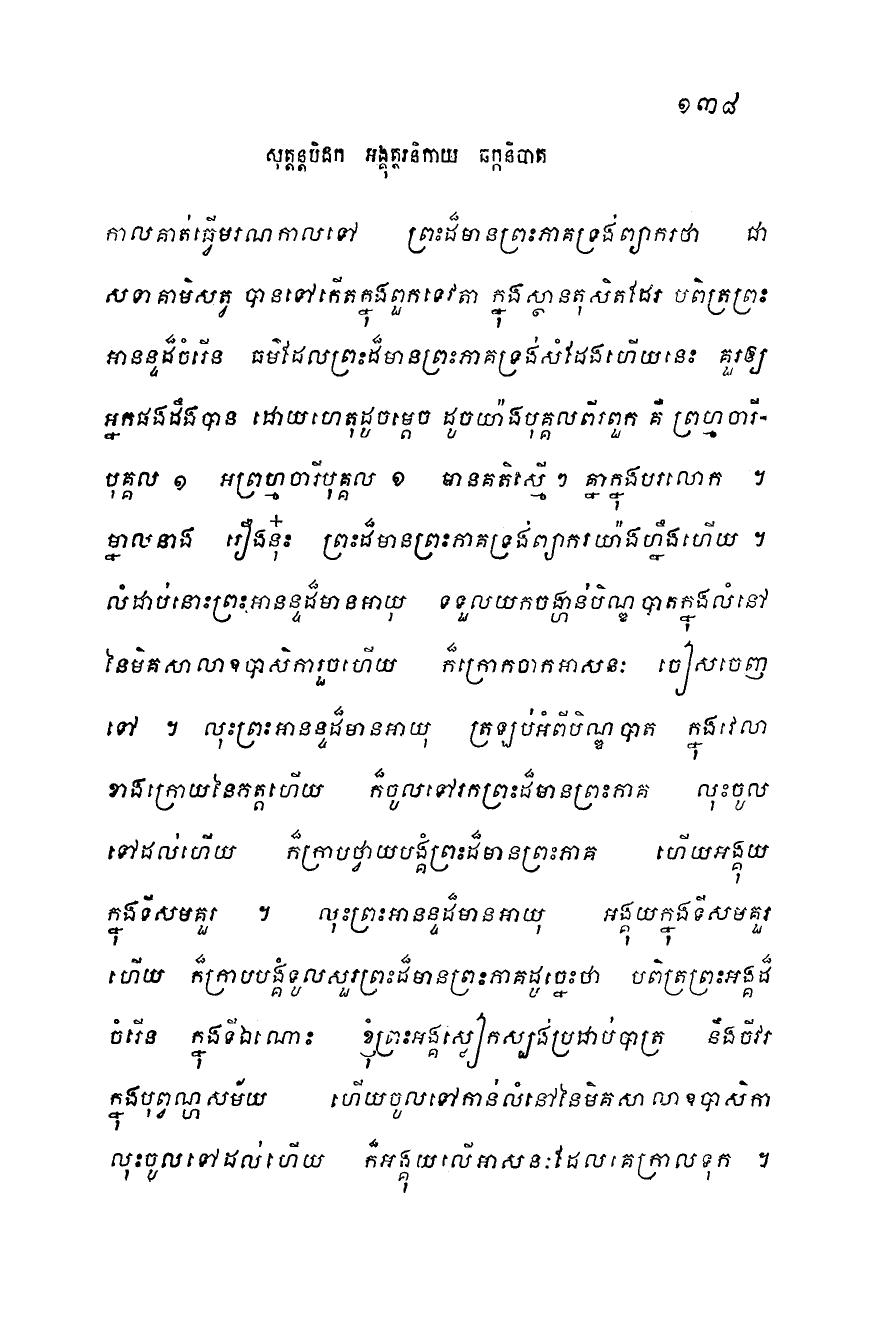 ១៣៨
សុត្តន្តបិដក អង្គុត្តរនិកាយ ឆក្កនិបាត
កាលគាត់ធ្វើមរណកាលទៅ ព្រះដ៏មានព្រះភាគទ្រង់ព្យាករថា ជា
សទាគាមិសត្វ បានទៅកើតក្នុងពួកទេវតា ក្នុងស្ថានតុសិតដែរ បពិត្រព្រះ
អានន្ទដ៏ចំរើន ធម៌ដែលព្រះដ៏មានព្រះភាគទ្រង់សំដែងហើយនេះ គួរឲ្យ
អ្នកផងដឹងបាន ដោយហេតុដូចម្តេច ដូចយ៉ាងបុគ្គលពីរពួក គឺ ព្រហ្មចារី-
បុគ្គល ១ អព្រហ្មចារីបុគ្គល ១ មានគតិស្មើ ៗ គ្នាក្នុងបរលោក ។
ម្នាលនាង រឿងនុ៎ះ ព្រះដ៏មានព្រះភាគទ្រង់ព្យាករយ៉ាងហ្នឹងហើយ ។
លំដាប់នោះព្រះអានន្ទដ៏មានអាយុ ទទួលយកចង្ហាន់បិណ្ឌបាតក្នុងលំនៅ
នៃមិគសាលាឧបាសិការួចហើយ ក៏ក្រោកចាកអាសនៈ ចៀសចេញ
ទៅ ។ លុះព្រះអានន្ទដ៏មានអាយុ ត្រឡប់អំពីបិណ្ឌបាត ក្នុងវេលា
ខាងក្រោយនៃភត្តហើយ ក៏ចូលទៅរកព្រះដ៏មានព្រះភាគ លុះចូល
ទៅដល់ហើយ ក៏ក្រាបថ្វាយបង្គំព្រះដ៏មានព្រះភាគ ហើយអង្គុយ
ក្នុងទីសមគួរ ។ លុះព្រះអានន្ទដ៏មានអាយុ អង្គុយក្នុងទីសមគួរ
ហើយ ក៏ក្រាបបង្គំទូលសួរព្រះដ៏មានព្រះភាគដូច្នេះថា បពិត្រព្រះអង្គដ៏
ចំរើន ក្នុងទីឯណោះ ខ្ញុំព្រះអង្គស្លៀកស្បង់ប្រដាប់បាត្រ នឹងចីវរ
ក្នុងបុព្វណ្ហសម័យ ហើយចូលទៅកាន់លំនៅនៃមិគសាលាឧបាសិកា
លុះចូលទៅដល់ហើយ ក៏អង្គុយលើអាសនៈដែលគេក្រាលទុក ។